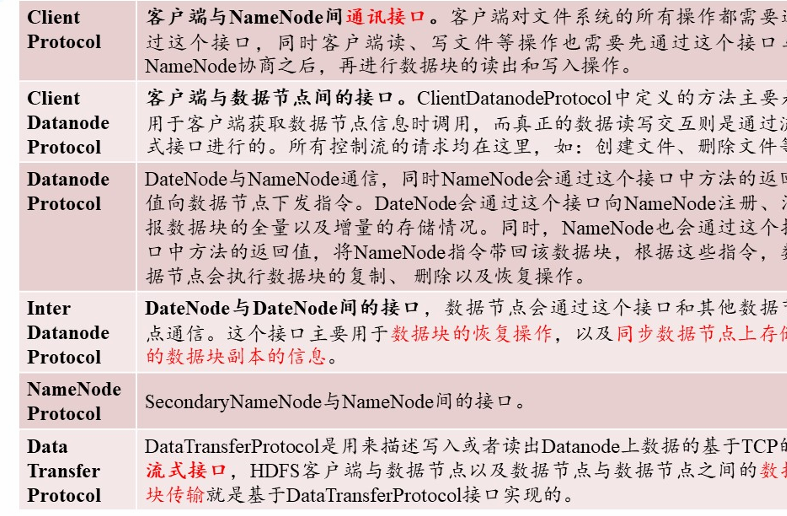 Client
Protocol
客户端与NameNode间通讯接口。客户端对文件系统的所有操作都需要
过这个接口，同时客户端读、写文件等操作也需要先通过这个接口
NameNode协商之后，再进行数据块的读出和写入操作。
Client
Datanode
Protocol
客户端与数据节点间的接口。ClientDatanodeProtocol中定义的方法主要
用于客户端获取数据节点信息时调用，而真正的数据读写交互则是通过
式接口进行的。所有控制流的请求均在这里，如：创建文件、删除文件等
Datanode
Protocol
DateNode与NameNode通信，同时NameNode会通过这个接口中方法的返回
值向数据节点下发指令。DateNode会通过这个接口向NameNode注册、
报数据块的全量以及增量的存储情况。同时，NameNode也会通过这个
口中方法的返回值，将NameNode指令带回该数据块，根据这些指令，
据节点会执行数据块的复制、 删除以及恢复操作。
Inter
Datanode
Protocol
DateNode与DateNode间的接口，数据节点会通过这个接口和其他数据节
点通信。这个接口主要用于数据块的恢复操作，以及同步数据节点上存储
的数据块副本的信息。
NameNode
Protocol
SecondaryNameNode与NameNode间的接口。
Data
Transfer
Protocol
DataTransferProtocol是用来描述写入或者读出Datanode上数据的基于TCP的
流式接口，HDFS客户端与数据节点以及数据节点与数据节点之间的数据
块传输就是基于DataTransferProtocol接口实现的。